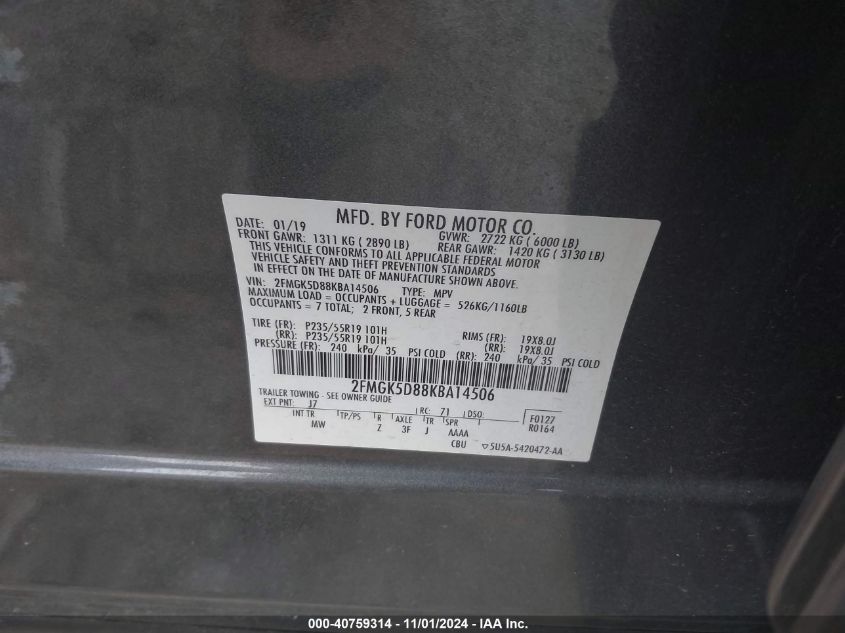 MFD. BY FORD MOTOR CO.
DATE: 01/19 GVWR: 2722 KG ( 6000 LB)
FRONT GAWR: 1311 KG ( 2890 LB) REAR GAWR: 1420 KG ( 3130 LB)
THIS VEHICLE CONFORMS TO ALL APPLICABLE FEDERAL MOTOR
VEHICLE SAFETY AND THEFT PREVENTION STANDARDS
IN EFFECT ON THE DATE OF MANUFACTURE SHOWN ABOVE.
VIN: 2FMGK5D88KBA14506 TYPE: MPV
MAXIMUM LOAD = OCCUPANTS + LUGGAGE = 526KG/1160LB
OCCUPANTS = 7 TOTAL; 2 FRONT, 5 REAR
TIRE (FR): P235/55R19 101H RIMS (FR): 19X8.0J
(RR): P235/55R19 101H (RR): 19X8.0J
PRESSURE (FR): 240 kPa/ 35 PSI COLD (RR): 240 kPa/ 35 PSI COLD
2FMGK5D88KBA14506
TRAILER TOWING - SEE OWNER GUIDE
EXT PNT: J7 RC: 71 DSO: F0127
INT TR TP/PS R AXLE TR SPR R0164
MW Z 3F J AAAA
CBU 5U5A-5420472-AA
000-40759314 - 11/01/2024 - IAA Inc.